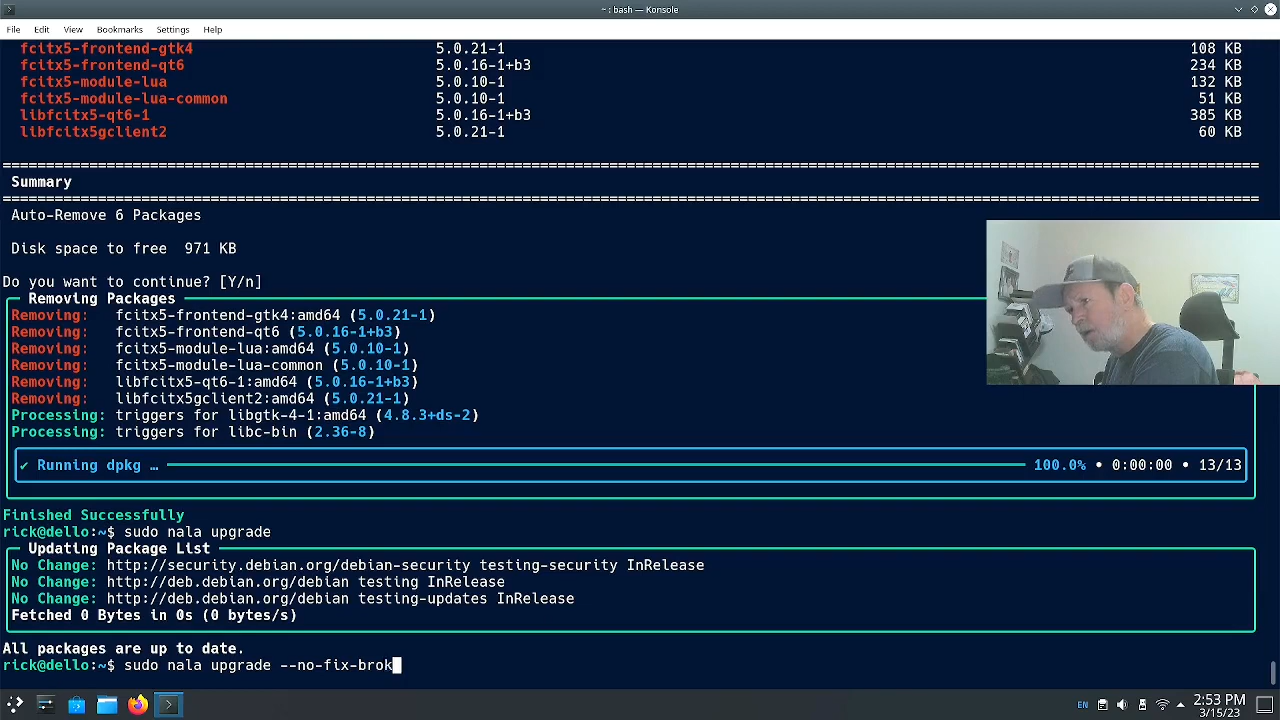 ~ : bash — Konsole
File Edit View Bookmarks Settings Help
fcitx5-frontend-gtk4 5.0.21-1 108 KB
fcitx5-frontend-qt6 5.0.16-1+b3 234 KB
fcitx5-module-lua 5.0.10-1 132 KB
fcitx5-module-lua-common 5.0.10-1 51 KB
libfcitx5-qt6-1 5.0.16-1+b3 385 KB
libfcitx5gclient2 5.0.21-1 60 KB
Summary
Auto-Remove 6 Packages
Disk space to free 971 KB
Do you want to continue? [Y/n]
Removing Packages
Removing: fcitx5-frontend-gtk4:amd64 (5.0.21-1)
Removing: fcitx5-frontend-qt6 (5.0.16-1+b3)
Removing: fcitx5-module-lua:amd64 (5.0.10-1)
Removing: fcitx5-module-lua-common (5.0.10-1)
Removing: libfcitx5-qt6-1:amd64 (5.0.16-1+b3)
Removing: libfcitx5gclient2:amd64 (5.0.21-1)
Processing: triggers for libgtk-4-1:amd64 (4.8.3+ds-2)
Processing: triggers for libc-bin (2.36-8)
✔ Running dpkg … 100.0% • 0:00:00 • 13/13
Finished Successfully
rick@dello:~$ sudo nala upgrade
Updating Package List
No Change: http://security.debian.org/debian-security testing-security InRelease
No Change: http://deb.debian.org/debian testing InRelease
No Change: http://deb.debian.org/debian testing-updates InRelease
Fetched 0 Bytes in 0s (0 bytes/s)
All packages are up to date.
rick@dello:~$ sudo nala upgrade --no-fix-brok
EN 2:53 PM
3/15/23